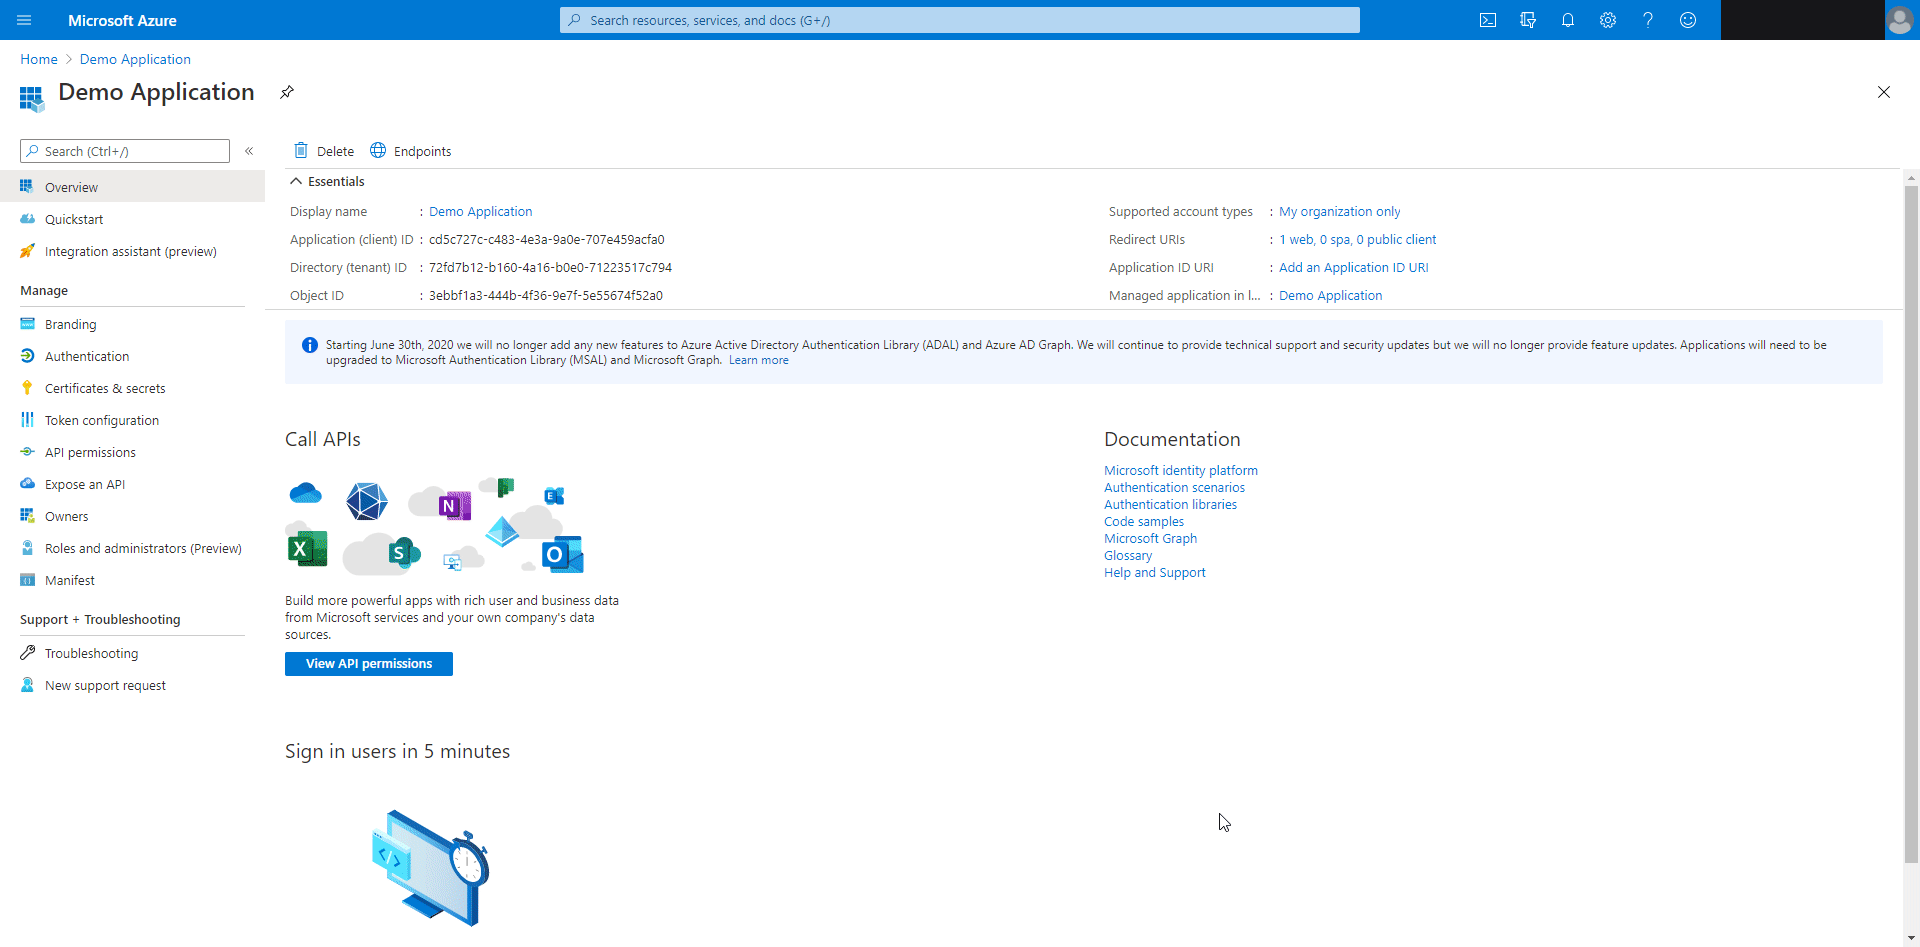 Microsoft Azure
Search resources, services, and docs (G+/)
Home > Demo Application
Demo Application
Search (Ctrl+/)
Overview
Quickstart
Integration assistant (preview)
Manage
Branding
Authentication
Certificates & secrets
Token configuration
API permissions
Expose an API
Owners
Roles and administrators (Preview)
Manifest
Support + Troubleshooting
Troubleshooting
New support request
Delete Endpoints
Essentials
Display name : Demo Application
Application (client) ID : cd5c727c-c483-4e3a-9a0e-707e459acfa0
Directory (tenant) ID : 72fd7b12-b160-4a16-b0e0-71223517c794
Object ID : 3ebbf1a3-444b-4f36-9e7f-5e55674f52a0
Supported account types : My organization only
Redirect URIs : 1 web, 0 spa, 0 public client
Application ID URI : Add an Application ID URI
Managed application in l... : Demo Application
Starting June 30th, 2020 we will no longer add any new features to Azure Active Directory Authentication Library (ADAL) and Azure AD Graph. We will continue to provide technical support and security updates but we will no longer provide feature updates. Applications will need to be
upgraded to Microsoft Authentication Library (MSAL) and Microsoft Graph. Learn more
Call APIs
N
E
X
S
O
Build more powerful apps with rich user and business data
from Microsoft services and your own company's data
sources.
View API permissions
Documentation
Microsoft identity platform
Authentication scenarios
Authentication libraries
Code samples
Microsoft Graph
Glossary
Help and Support
Sign in users in 5 minutes